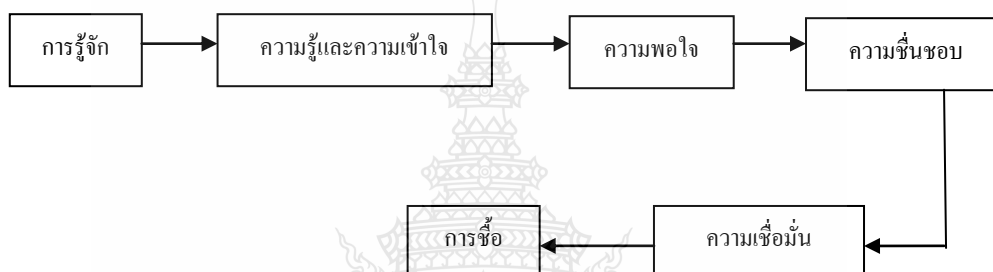 การรู้จัก
ความรู้และความเข้าใจ
ความพอใจ
ความชื่นชอบ
ความเชื่อมั่น
การซื้อ